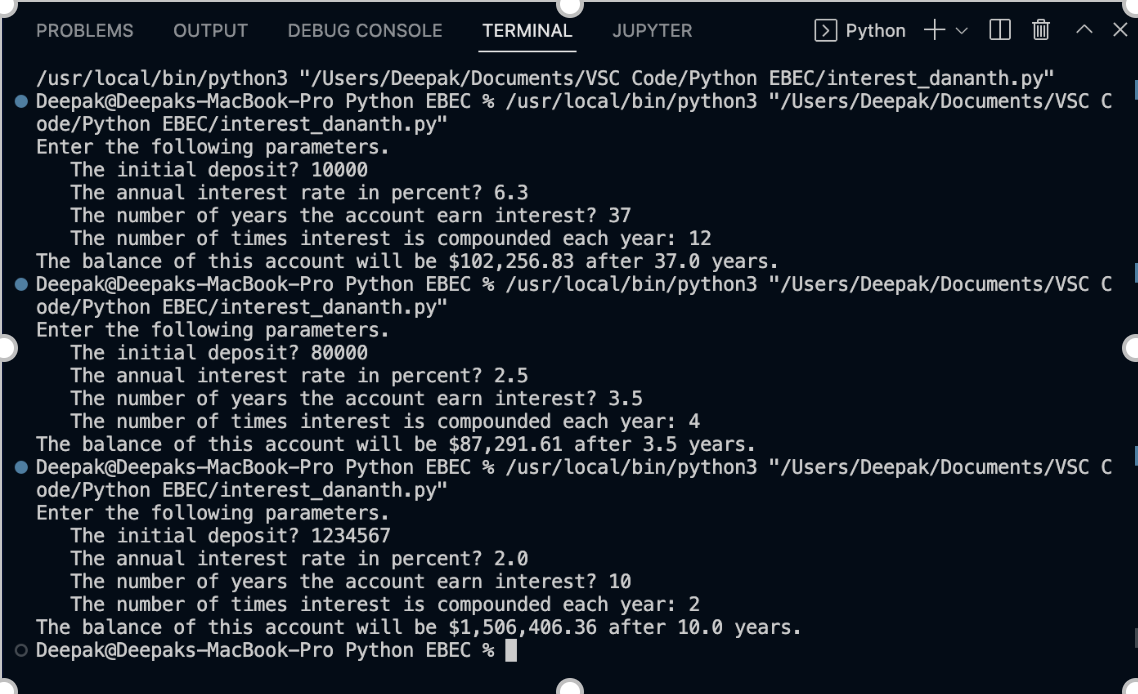 PROBLEMS OUTPUT DEBUG CONSOLE TERMINAL JUPYTER Python
/usr/local/bin/python3 "/Users/Deepak/Documents/VSC Code/Python EBEC/interest_dananth.py"
Deepak@Deepaks-MacBook-Pro Python EBEC % /usr/local/bin/python3 "/Users/Deepak/Documents/VSC C
ode/Python EBEC/interest_dananth.py"
Enter the following parameters.
The initial deposit? 10000
The annual interest rate in percent? 6.3
The number of years the account earn interest? 37
The number of times interest is compounded each year: 12
The balance of this account will be $102,256.83 after 37.0 years.
Deepak@Deepaks-MacBook-Pro Python EBEC % /usr/local/bin/python3 "/Users/Deepak/Documents/VSC C
ode/Python EBEC/interest_dananth.py"
Enter the following parameters.
The initial deposit? 80000
The annual interest rate in percent? 2.5
The number of years the account earn interest? 3.5
The number of times interest is compounded each year: 4
The balance of this account will be $87,291.61 after 3.5 years.
Deepak@Deepaks-MacBook-Pro Python EBEC % /usr/local/bin/python3 "/Users/Deepak/Documents/VSC C
ode/Python EBEC/interest_dananth.py"
Enter the following parameters.
The initial deposit? 1234567
The annual interest rate in percent? 2.0
The number of years the account earn interest? 10
The number of times interest is compounded each year: 2
The balance of this account will be $1,506,406.36 after 10.0 years.
Deepak@Deepaks-MacBook-Pro Python EBEC %